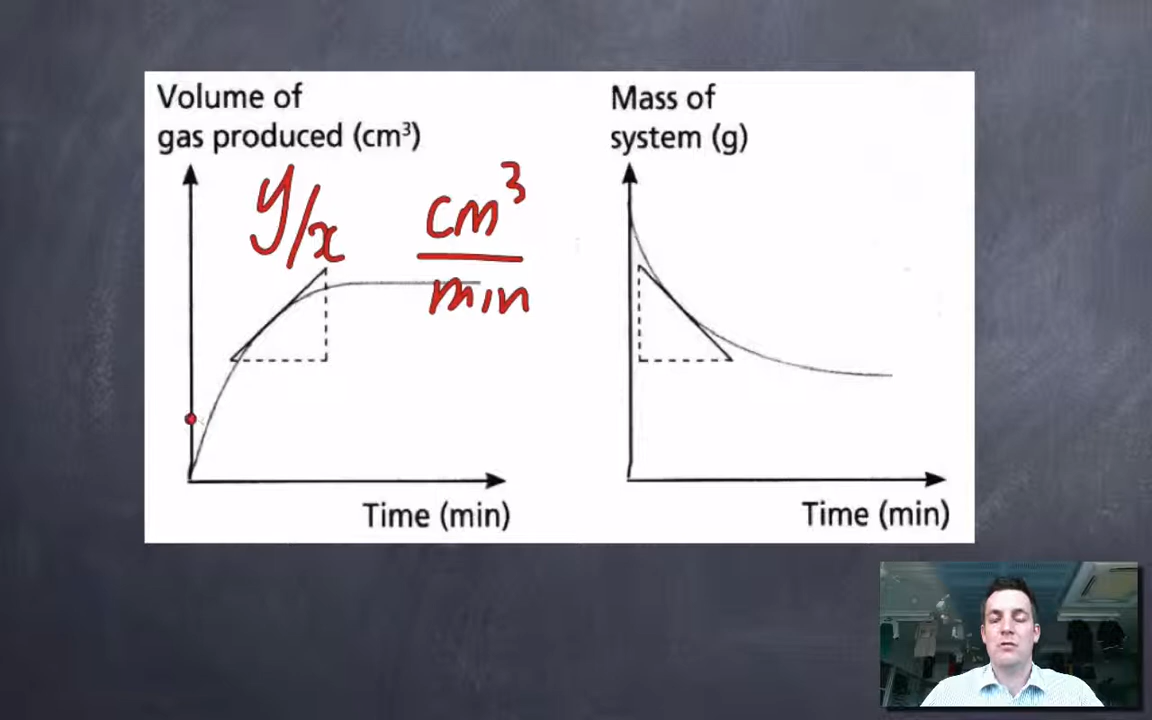 Volume of
gas produced (cm³)
y/x
cm³
min
Time (min)
Mass of
system (g)
Time (min)